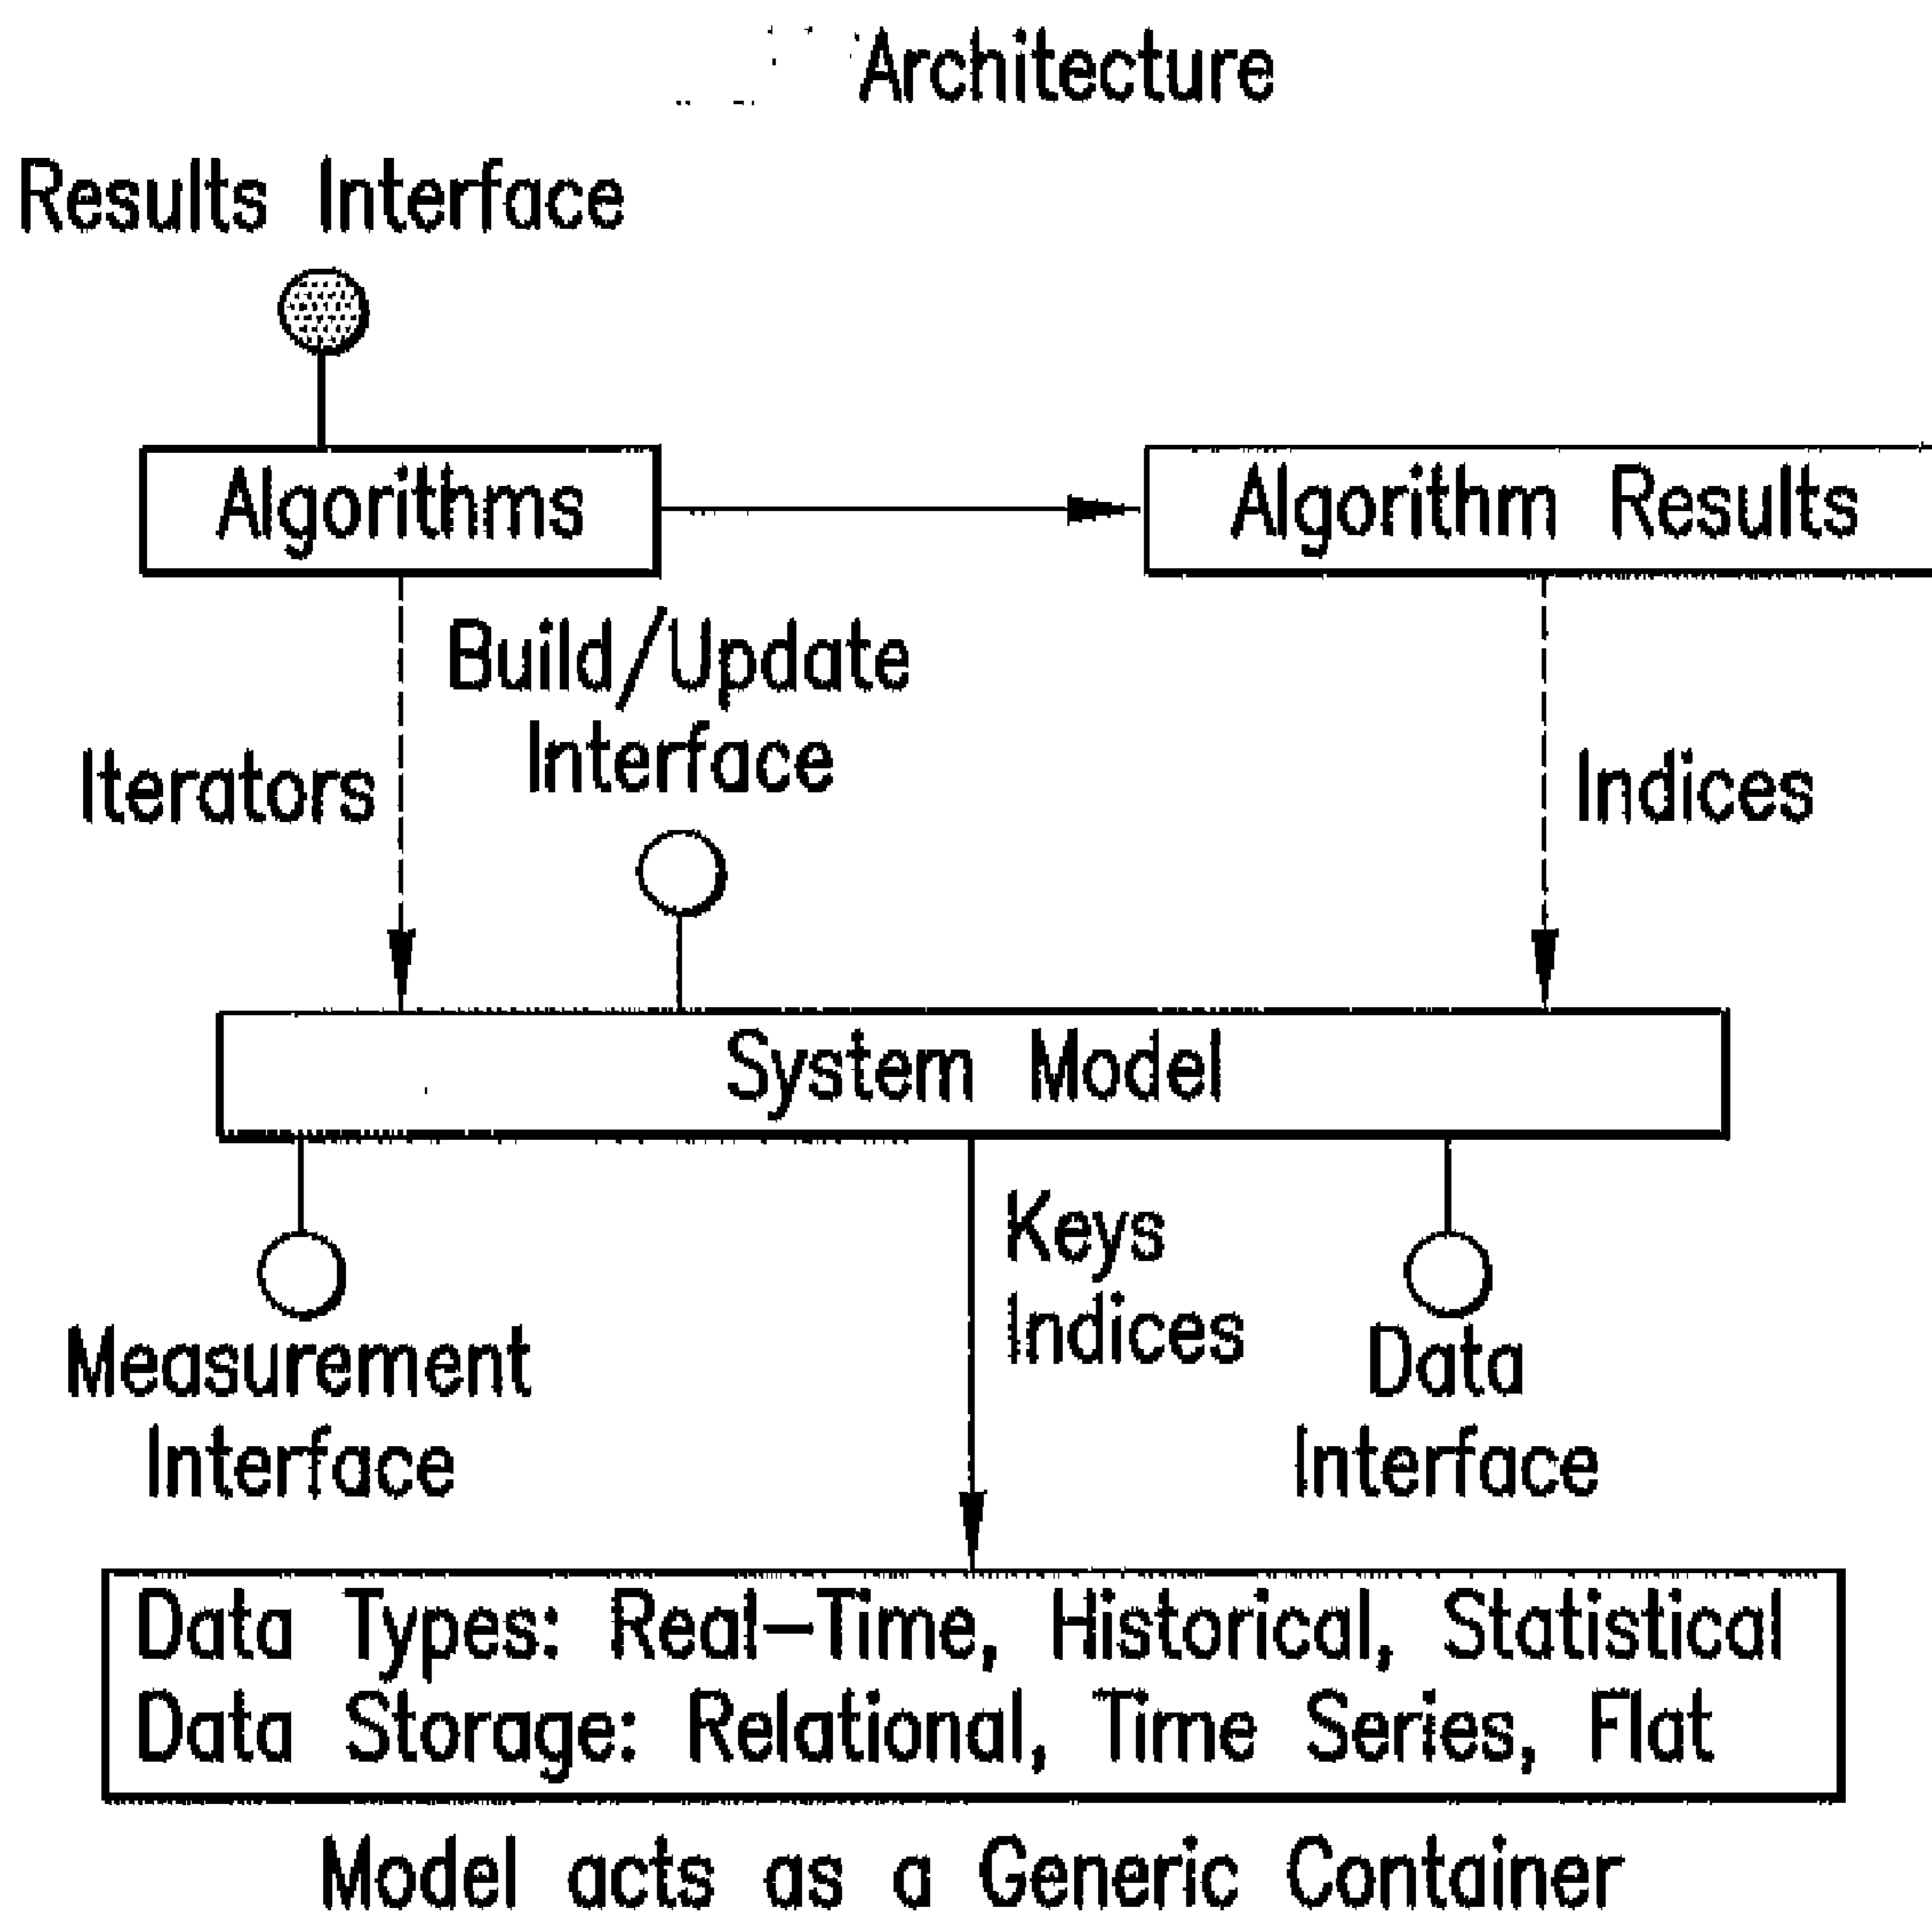 Architecture
Results Interface
Algorithms
Algorithm Results
Build/Update
Interface
Iterators
Indices
System Model
Keys
Indices
Measurement
Interface
Data
Interface
Data Types: Real-Time, Historical, Statistical
Data Storage: Relational, Time Series, Flat
Model acts as a Generic Container